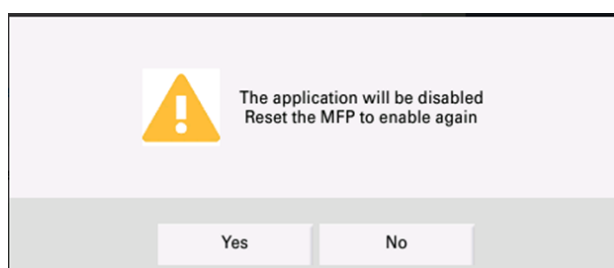 The application will be disabled
Reset the MFP to enable again
Yes
No